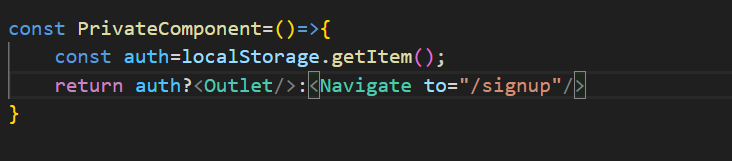 const PrivateComponent=()=>{
    const auth=localStorage.getItem();
    return auth?<Outlet/>:<Navigate to="/signup"/>
}